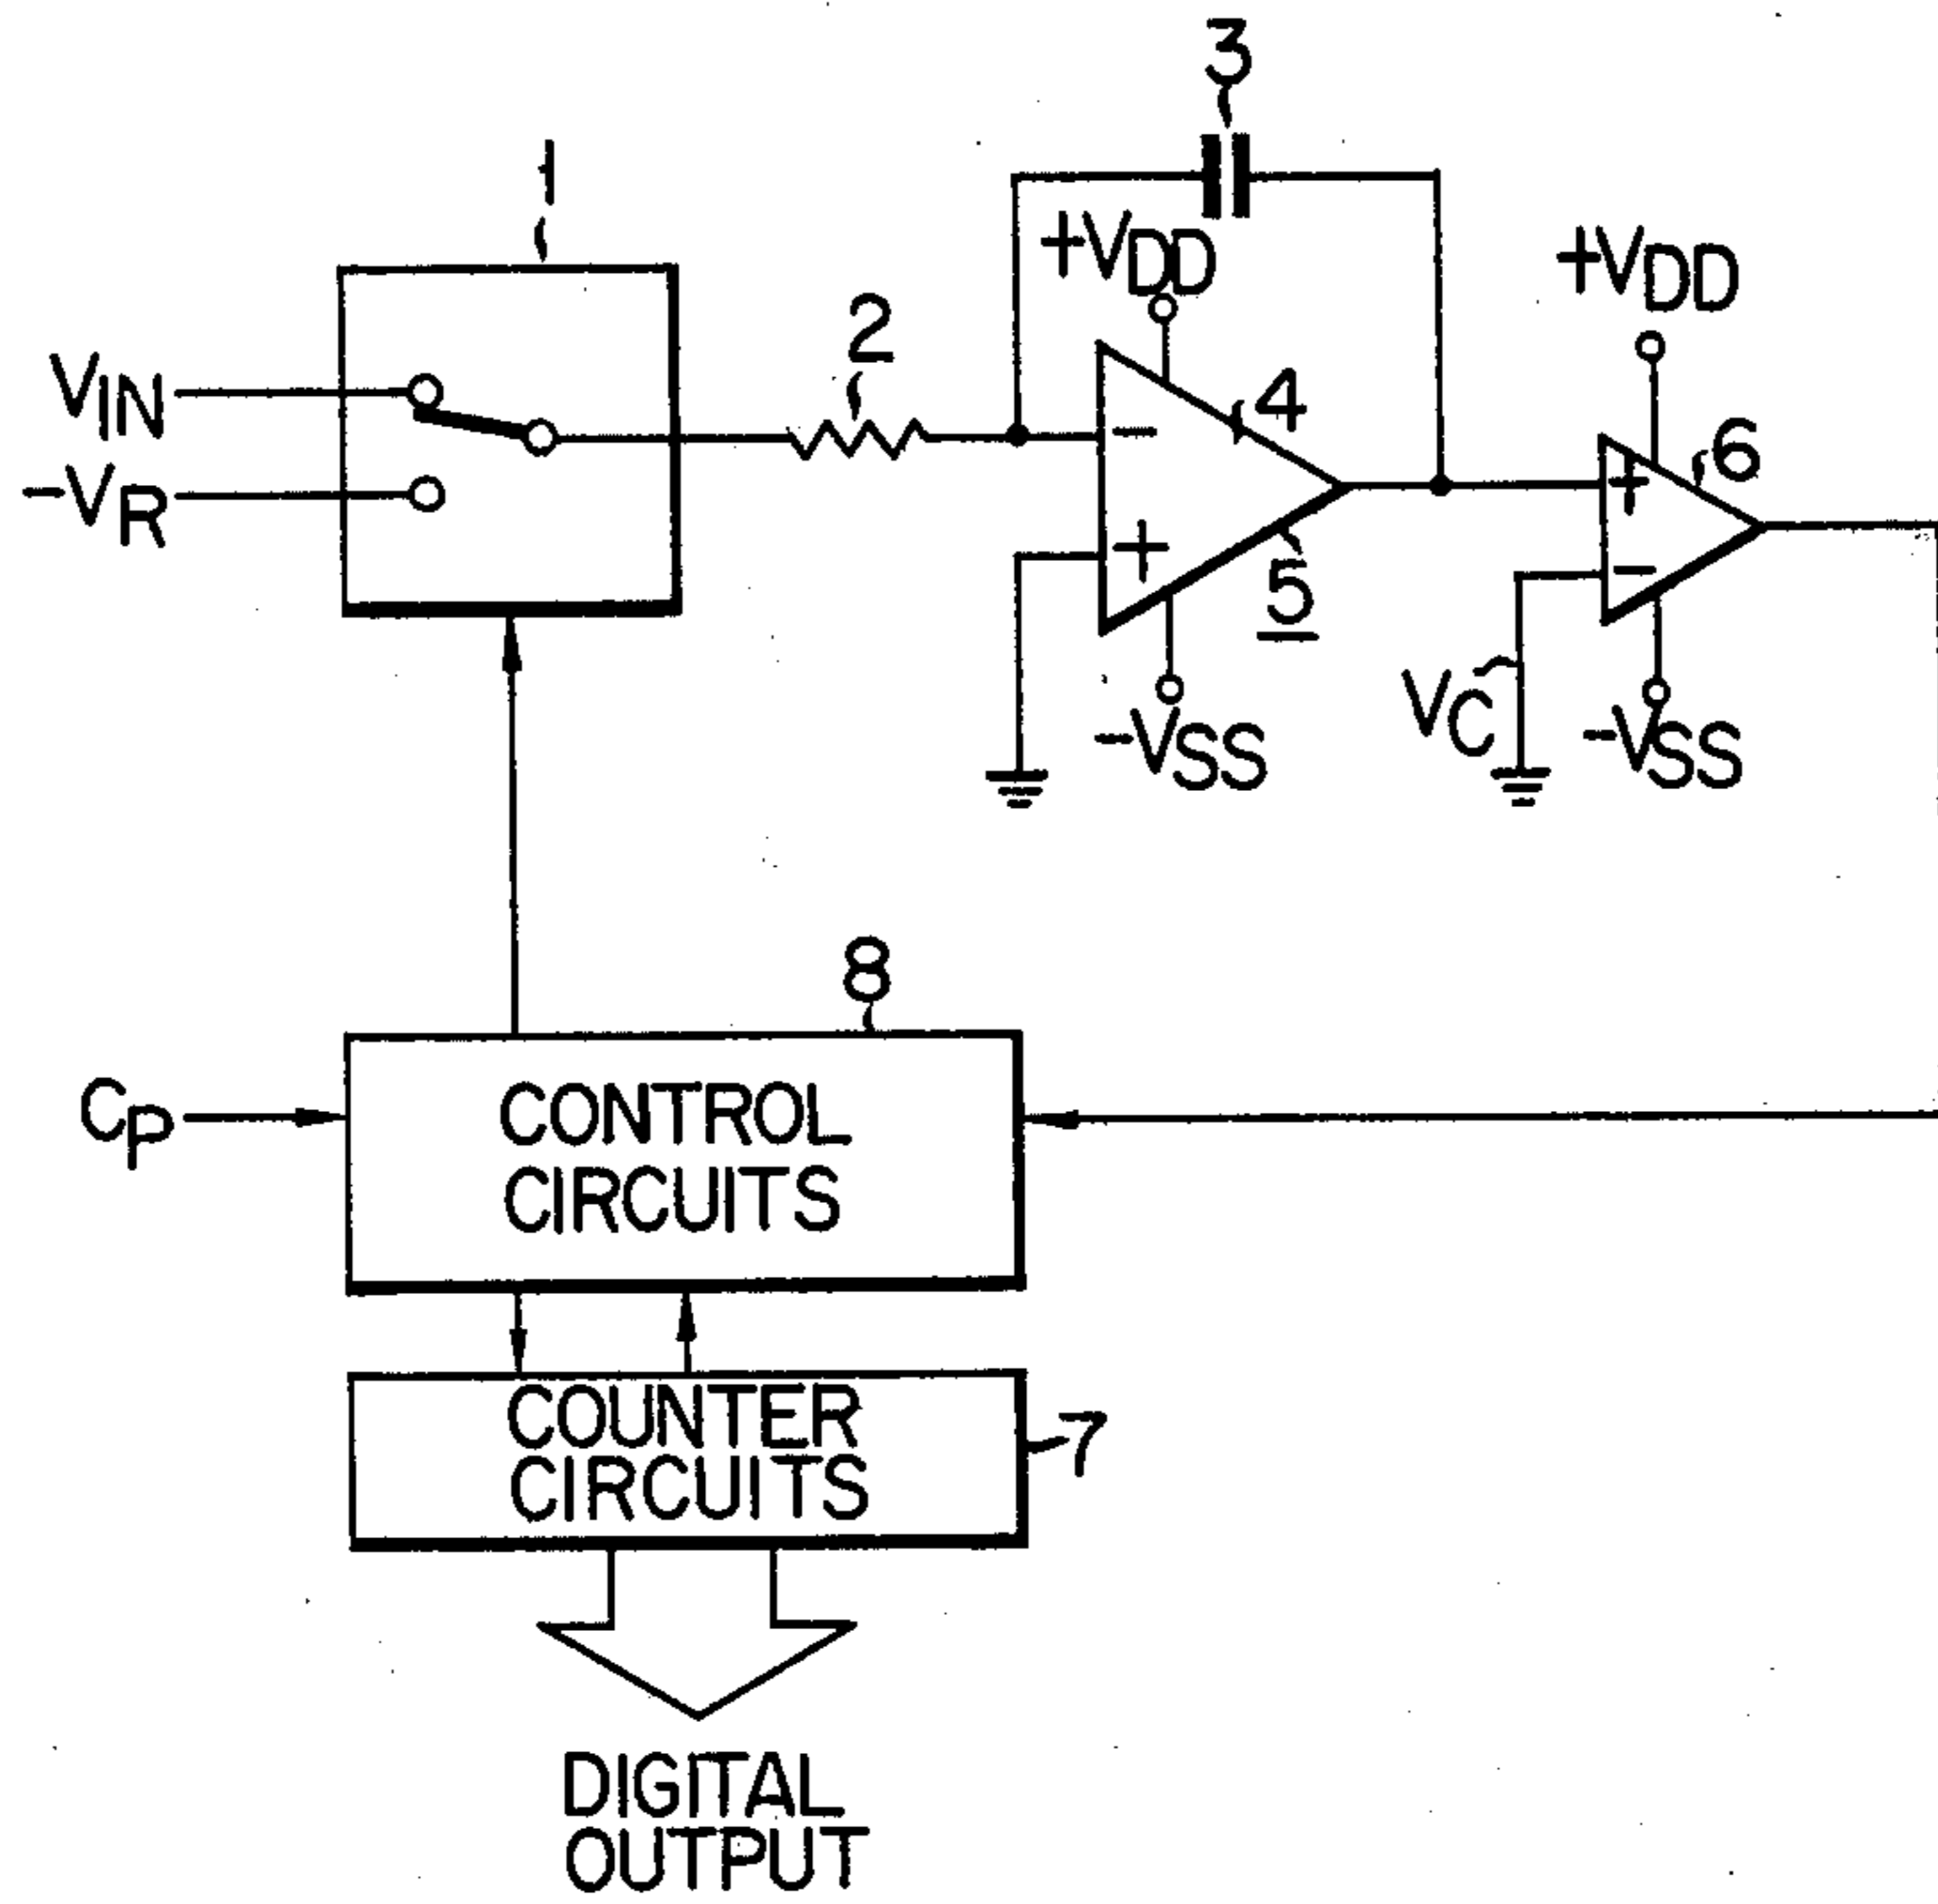 3
1
+VDD
+VDD
2
VIN
4
6
-VR
- +
+ -
5
VC
-VSS
-VSS
8
CP
CONTROL
CIRCUITS
COUNTER
CIRCUITS
7
DIGITAL
OUTPUT